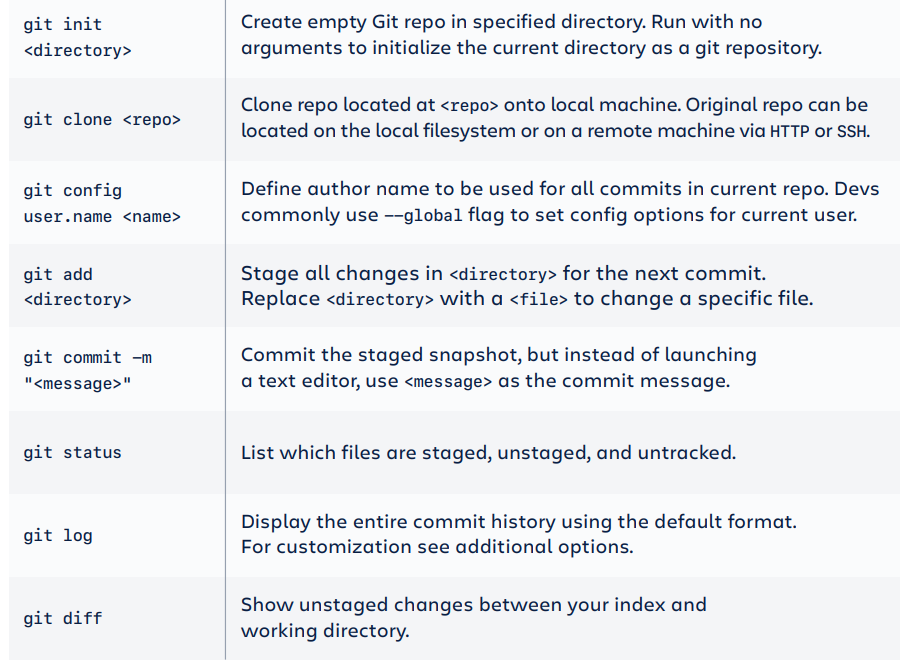 git init
<directory>
Create empty Git repo in specified directory. Run with no
arguments to initialize the current directory as a git repository.
git clone <repo>
Clone repo located at <repo> onto local machine. Original repo can be
located on the local filesystem or on a remote machine via HTTP or SSH.
git config
user.name <name>
Define author name to be used for all commits in current repo. Devs
commonly use --global flag to set config options for current user.
git add
<directory>
Stage all changes in <directory> for the next commit.
Replace <directory> with a <file> to change a specific file.
git commit -m
"<message>"
Commit the staged snapshot, but instead of launching
a text editor, use <message> as the commit message.
git status
List which files are staged, unstaged, and untracked.
git log
Display the entire commit history using the default format.
For customization see additional options.
git diff
Show unstaged changes between your index and
working directory.